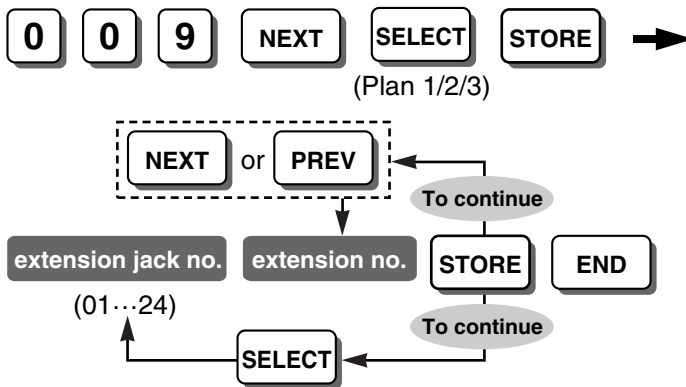 0 0 9 NEXT SELECT STORE
(Plan 1/2/3)
NEXT or PREV
To continue
extension jack no. extension no. STORE END
(01···24)
To continue
SELECT